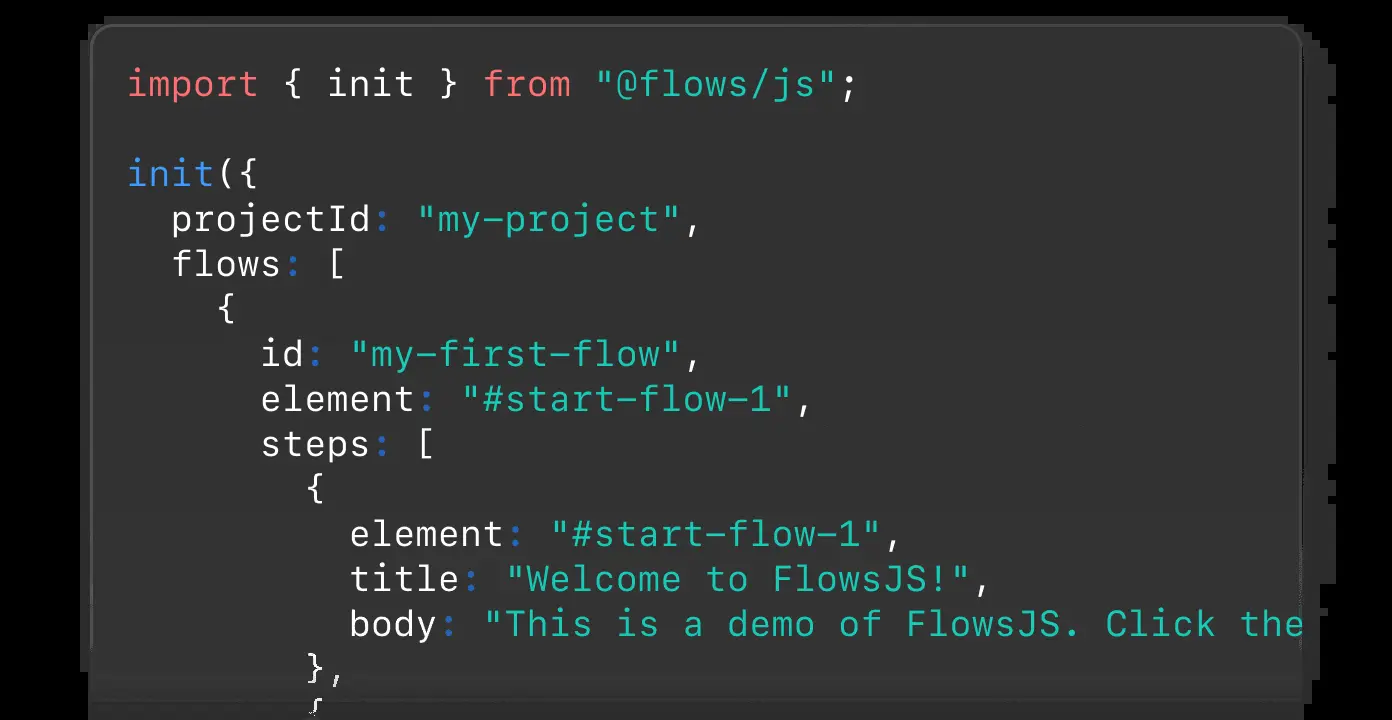 import { init } from "@flows/js";

init({
  projectId: "my-project",
  flows: [
    {
      id: "my-first-flow",
      element: "#start-flow-1",
      steps: [
        {
          element: "#start-flow-1",
          title: "Welcome to FlowsJS!",
          body: "This is a demo of FlowsJS. Click the
        },
        {